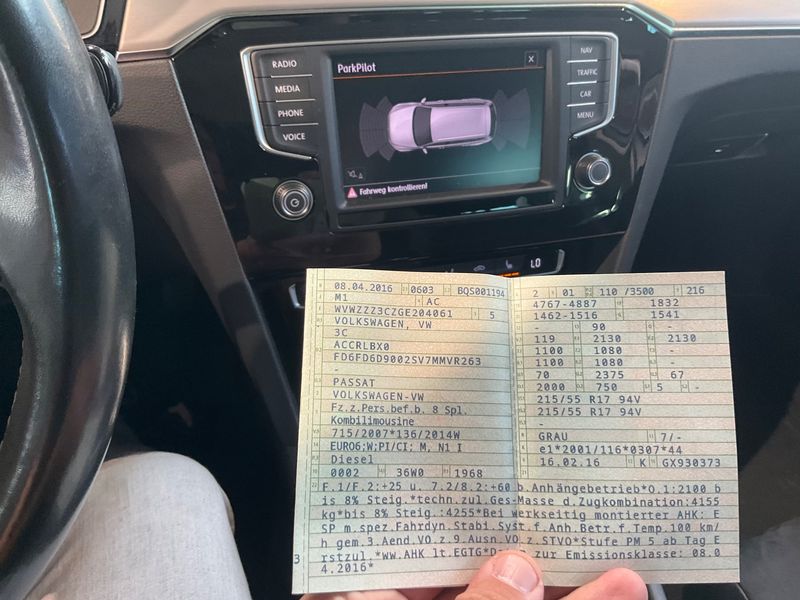 RADIO
MEDIA
PHONE
VOICE
ParkPilot
X
Fahrweg kontrollieren!
NAV
TRAFFIC
CAR
MENU
LO
08.04.2016 0603 BQS001194
M1 AC
WVWZZZ3CZGE204061 5
VOLKSWAGEN, VW
3C
ACCRLBX0
FD6FD6D9002SV7MMVR263
-
PASSAT
VOLKSWAGEN-VW
Fz.z.Pers.bef.b. 8 Spl.
Kombilimousine
715/2007*136/2014W
EURO6;W;PI/CI; M, N1 I
Diesel
0002 36W0 1968
2 01 110 /3500 216
4767-4887 1832
1462-1516 1541
- 90 -
119 2130 2130
1100 1080 -
1100 1080 -
70 2375 67
2000 750 5 -
215/55 R17 94V
215/55 R17 94V
-
GRAU 7/-
e1*2001/116*0307*44
16.02.16 K GX930373
F.1/F.2:+25 u. 7.2/8.2:+60 b.Anhängebetrieb*O.1:2100 b
is 8% Steig.*techn.zul.Ges-Masse d.Zugkombination:4155
kg*bis 8% Steig.:4255*Bei werkseitig montierter AHK: E
SP m.spez.Fahrdyn.Stabi.Syst.f.Anh.Betr.f.Temp.100 km/
h gem.3.Aend.VO.z.9.Ausn.VO.z.STVO*Stufe PM 5 ab Tag E
rstzul.*ww.AHK lt.EGTG* zur Emissionsklasse: 08.0
4.2016*
3